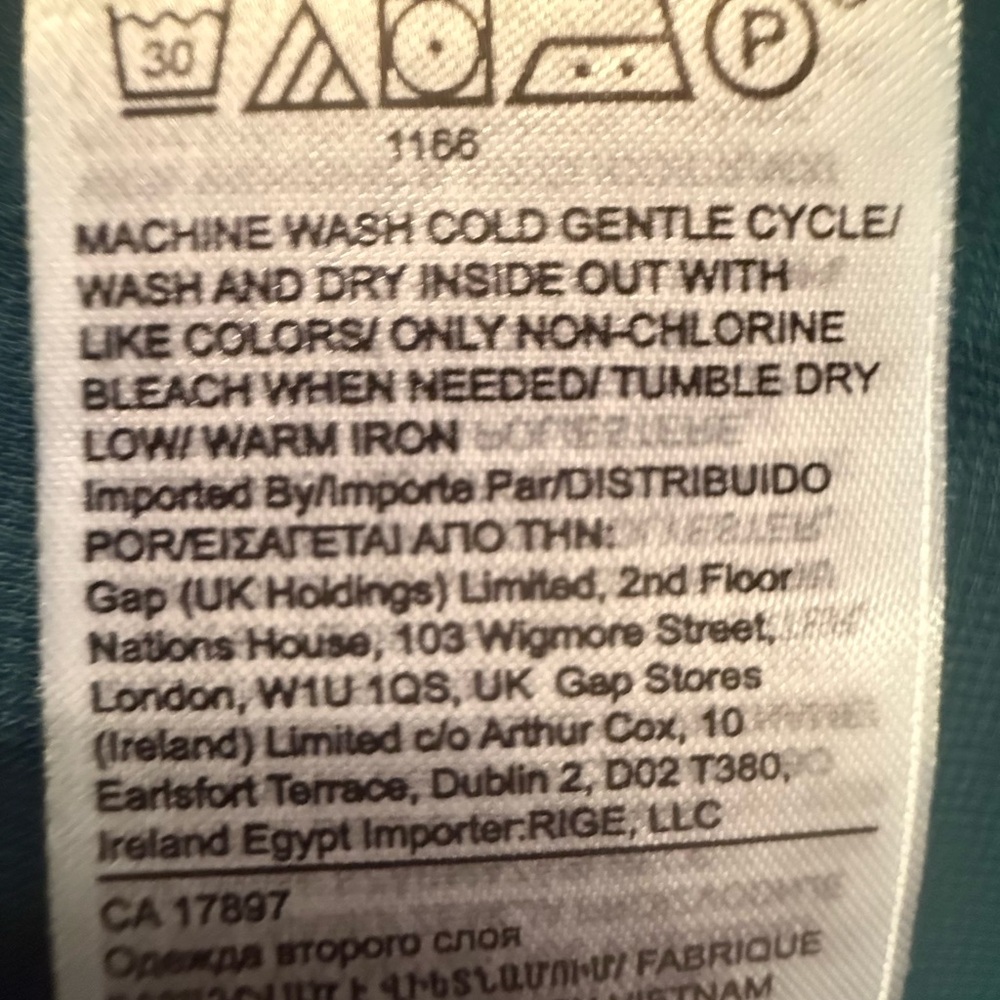 30 P
1166
MACHINE WASH COLD GENTLE CYCLE/
WASH AND DRY INSIDE OUT WITH
LIKE COLORS/ ONLY NON-CHLORINE
BLEACH WHEN NEEDED/ TUMBLE DRY
LOW/ WARM IRON
Imported By/Importe Par/DISTRIBUIDO
POR/ΕΙΣΑΓΕΤΑΙ ΑΠΟ ΤΗΝ:
Gap (UK Holdings) Limited, 2nd Floor
Nations House, 103 Wigmore Street,
London, W1U 1QS, UK Gap Stores
(Ireland) Limited c/o Arthur Cox, 10
Earlsfort Terrace, Dublin 2, D02 T380,
Ireland Egypt Importer:RIGE, LLC
CA 17897
Одежда второго слоя
FABRIQUE
VIETNAM